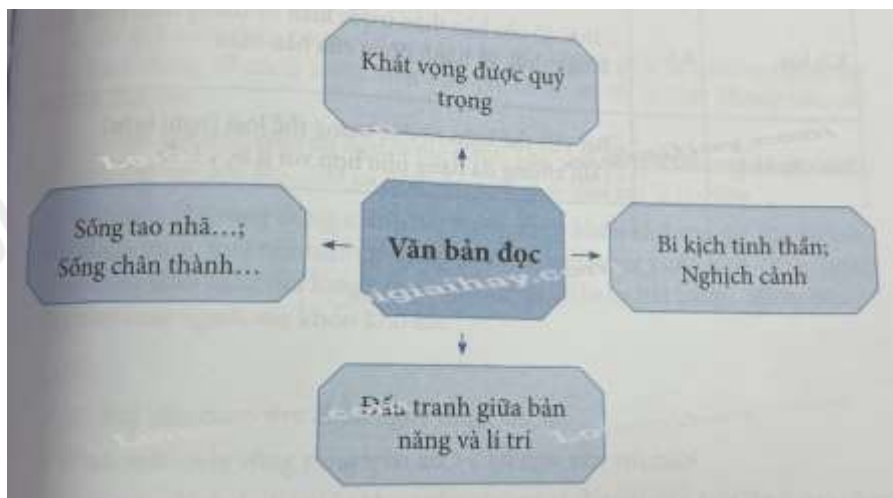 Khát vọng được quý
trọng
Sống tao nhã...;
Sống chân thành...
Văn bản đọc
Bi kịch tinh thần;
Nghịch cảnh
Đấu tranh giữa bản
năng và lí trí